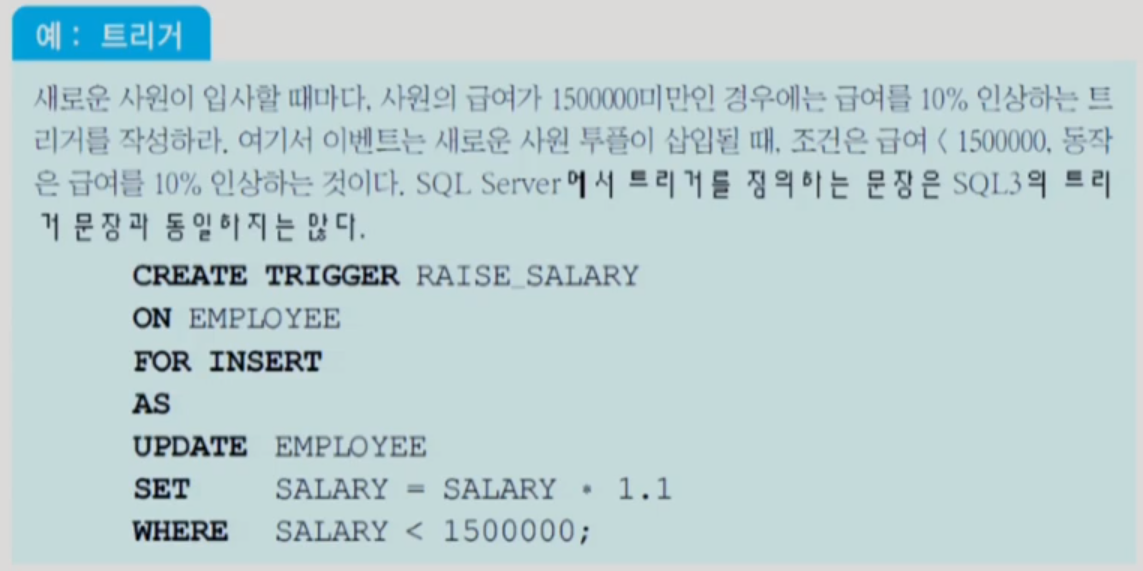 예: 트리거
새로운 사원이 입사할 때마다, 사원의 급여가 1500000미만인 경우에는 급여를 10% 인상하는 트
리거를 작성하라. 여기서 이벤트는 새로운 사원 투플이 삽입될 때, 조건은 급여 < 1500000, 동작
은 급여를 10% 인상하는 것이다. SQL Server에서 트리거를 정의하는 문장은 SQL3의 트리
거 문장과 동일하지는 않다.
CREATE TRIGGER RAISE_SALARY
ON EMPLOYEE
FOR INSERT
AS
UPDATE EMPLOYEE
SET SALARY = SALARY * 1.1
WHERE SALARY < 1500000;